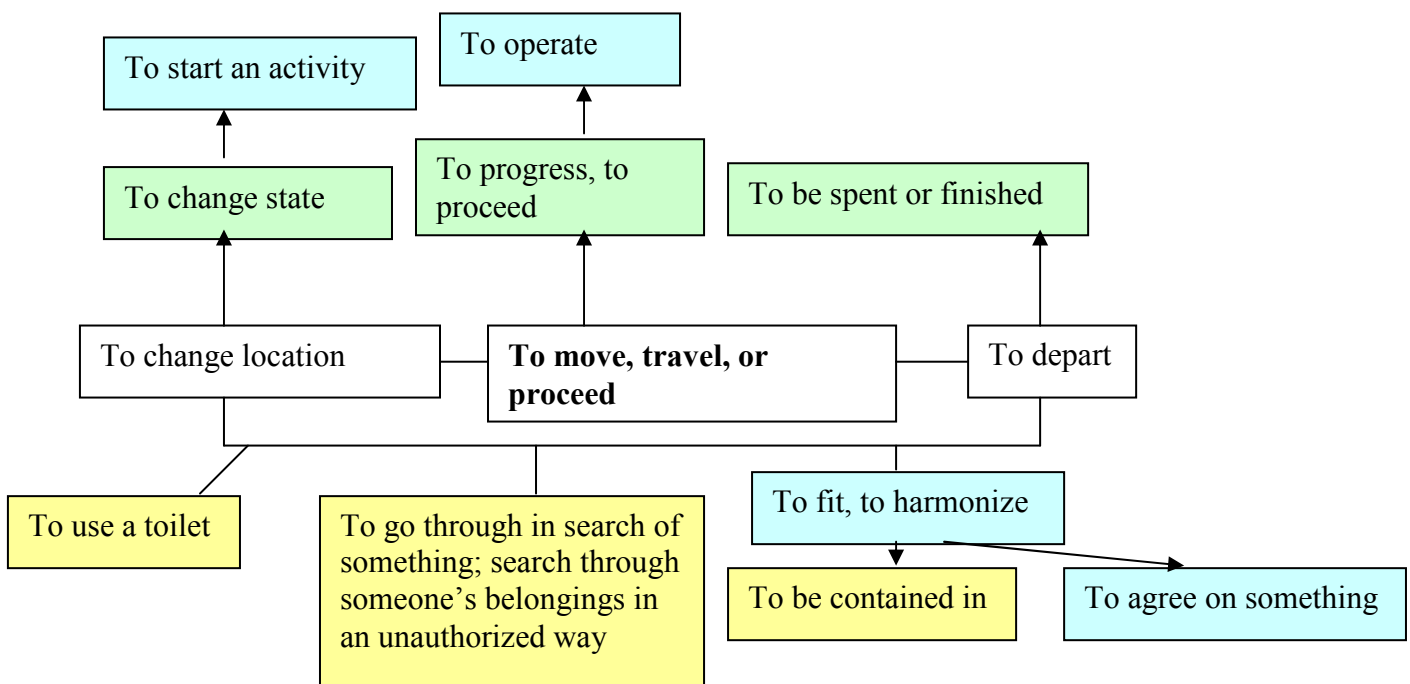 To start an activity
To operate
To change state
To progress, to
proceed
To be spent or finished
To change location
To move, travel, or
proceed
To depart
To use a toilet
To go through in search of
something; search through
someone’s belongings in
an unauthorized way
To fit, to harmonize
To be contained in
To agree on something